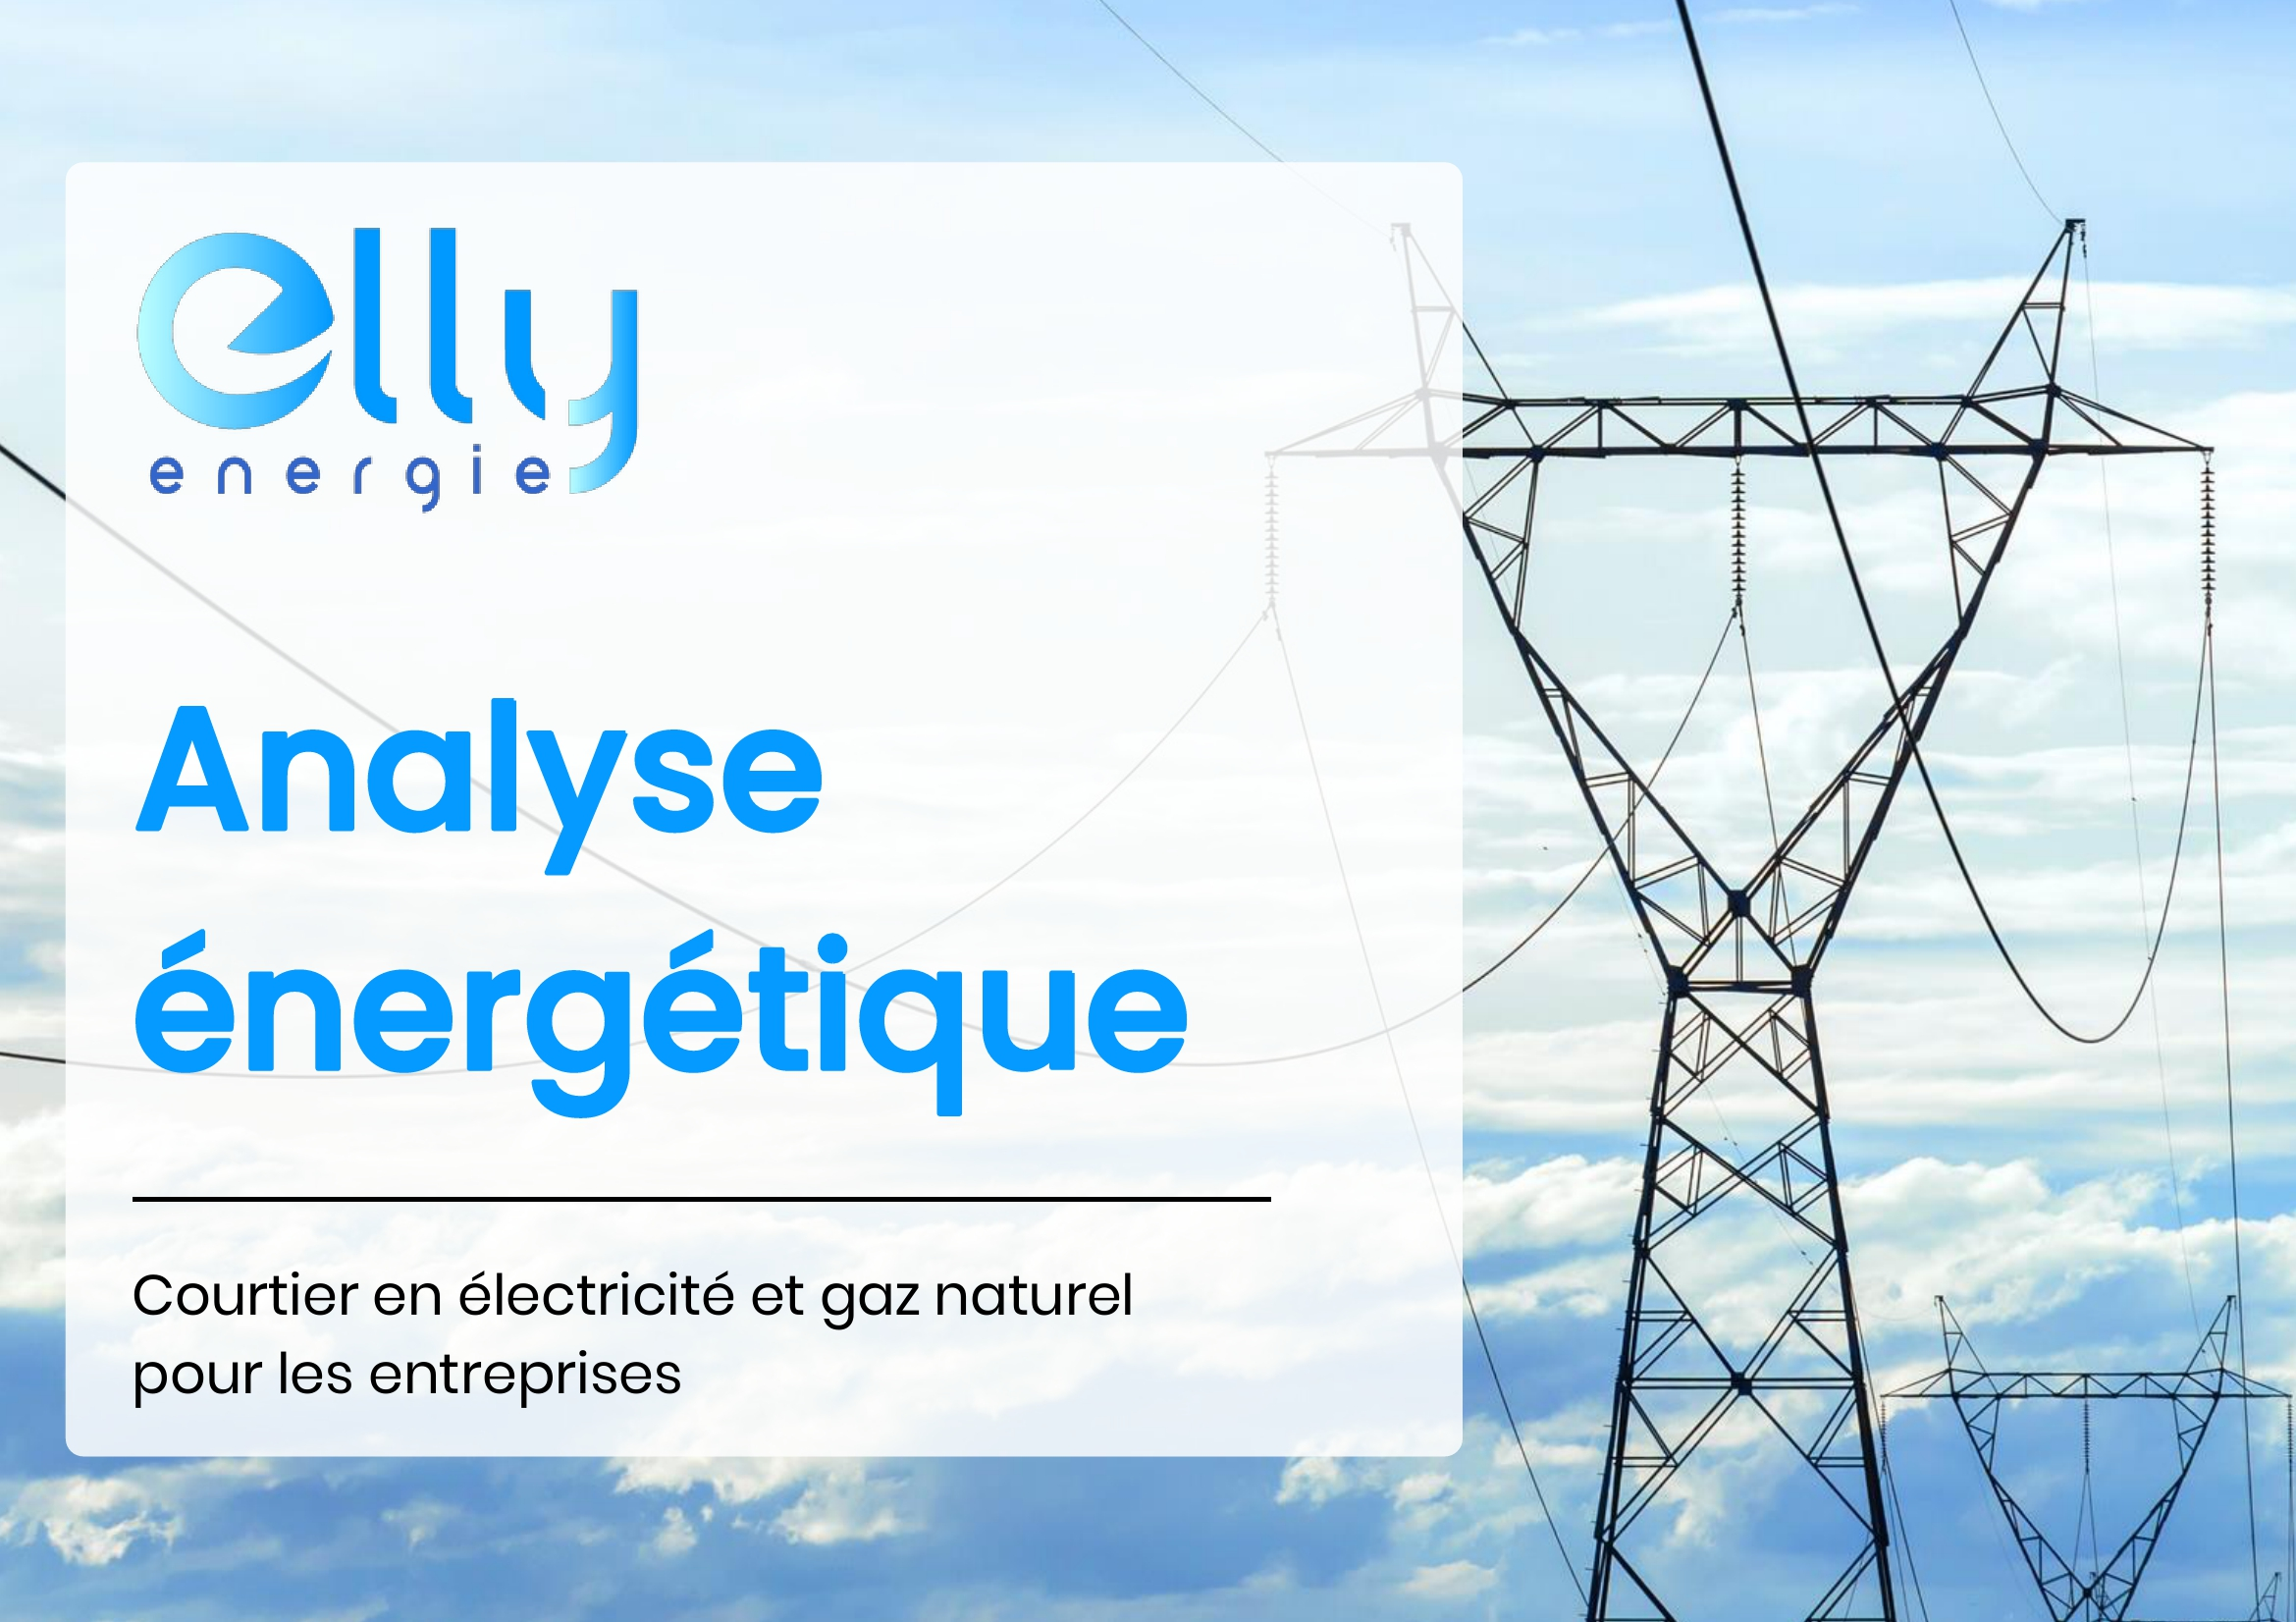 elly
energie
Analyse
énergétique
Courtier en électricité et gaz naturel
pour les entreprises